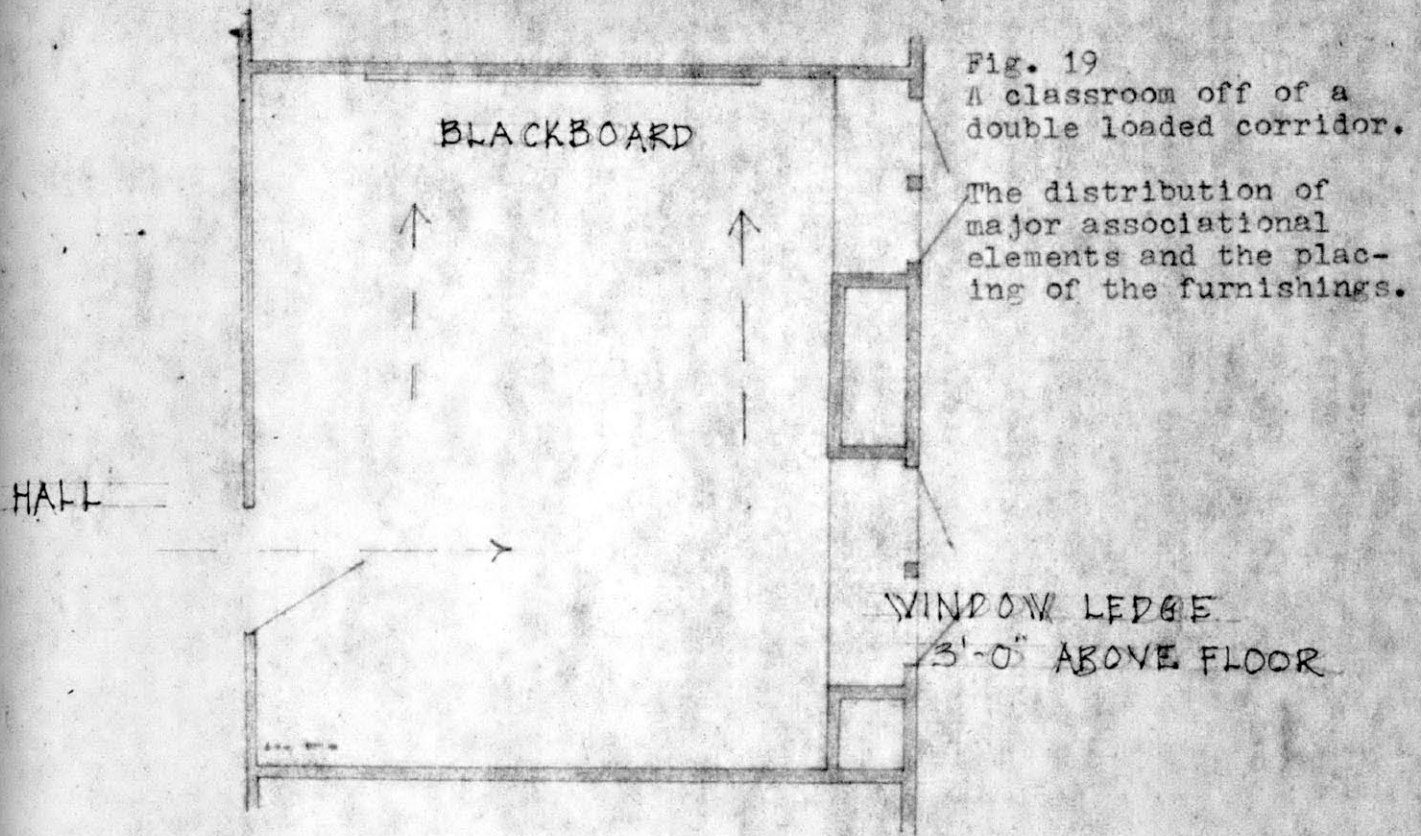 Fig. 19
A classroom off of a
double loaded corridor.
The distribution of
major associational
elements and the plac-
ing of the furnishings.
BLACKBOARD
HALL
WINDOW LEDGE
3'-0" ABOVE FLOOR